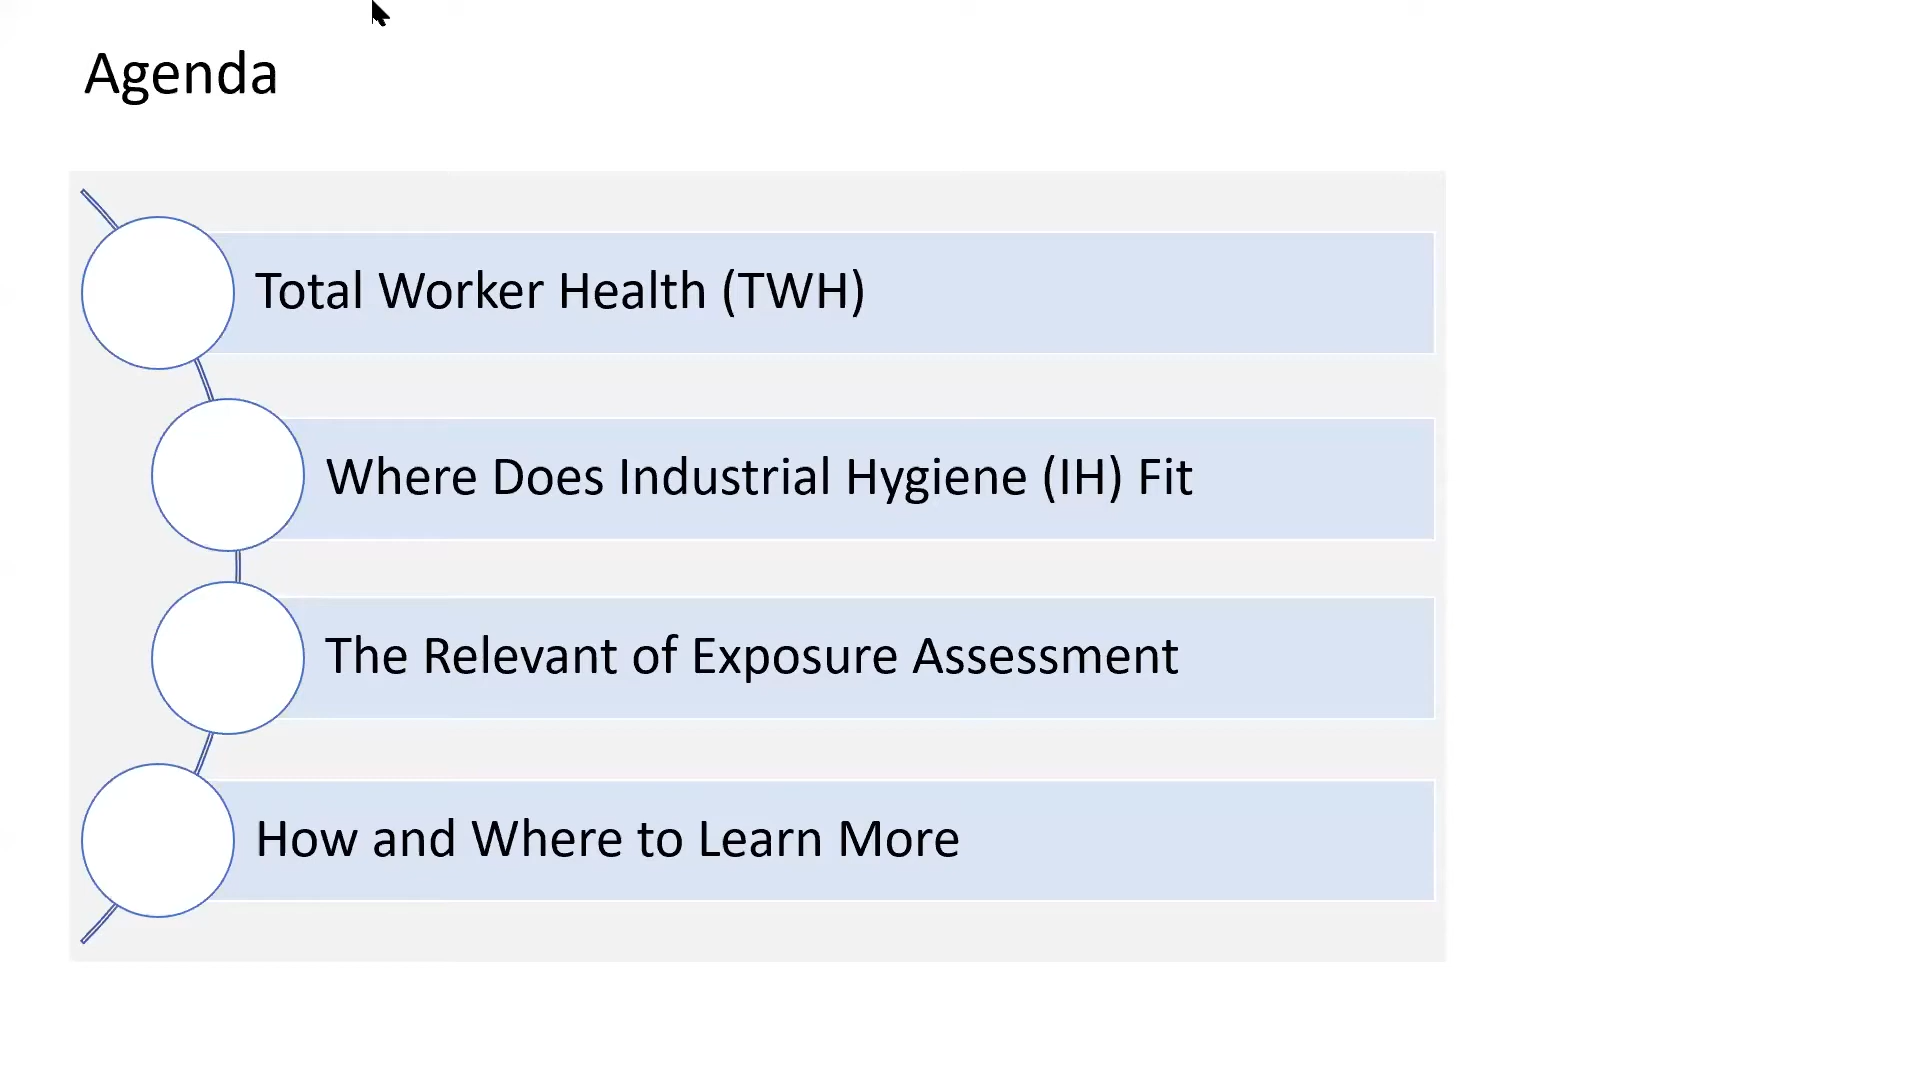 Agenda
Total Worker Health (TWH)
Where Does Industrial Hygiene (IH) Fit
The Relevant of Exposure Assessment
How and Where to Learn More